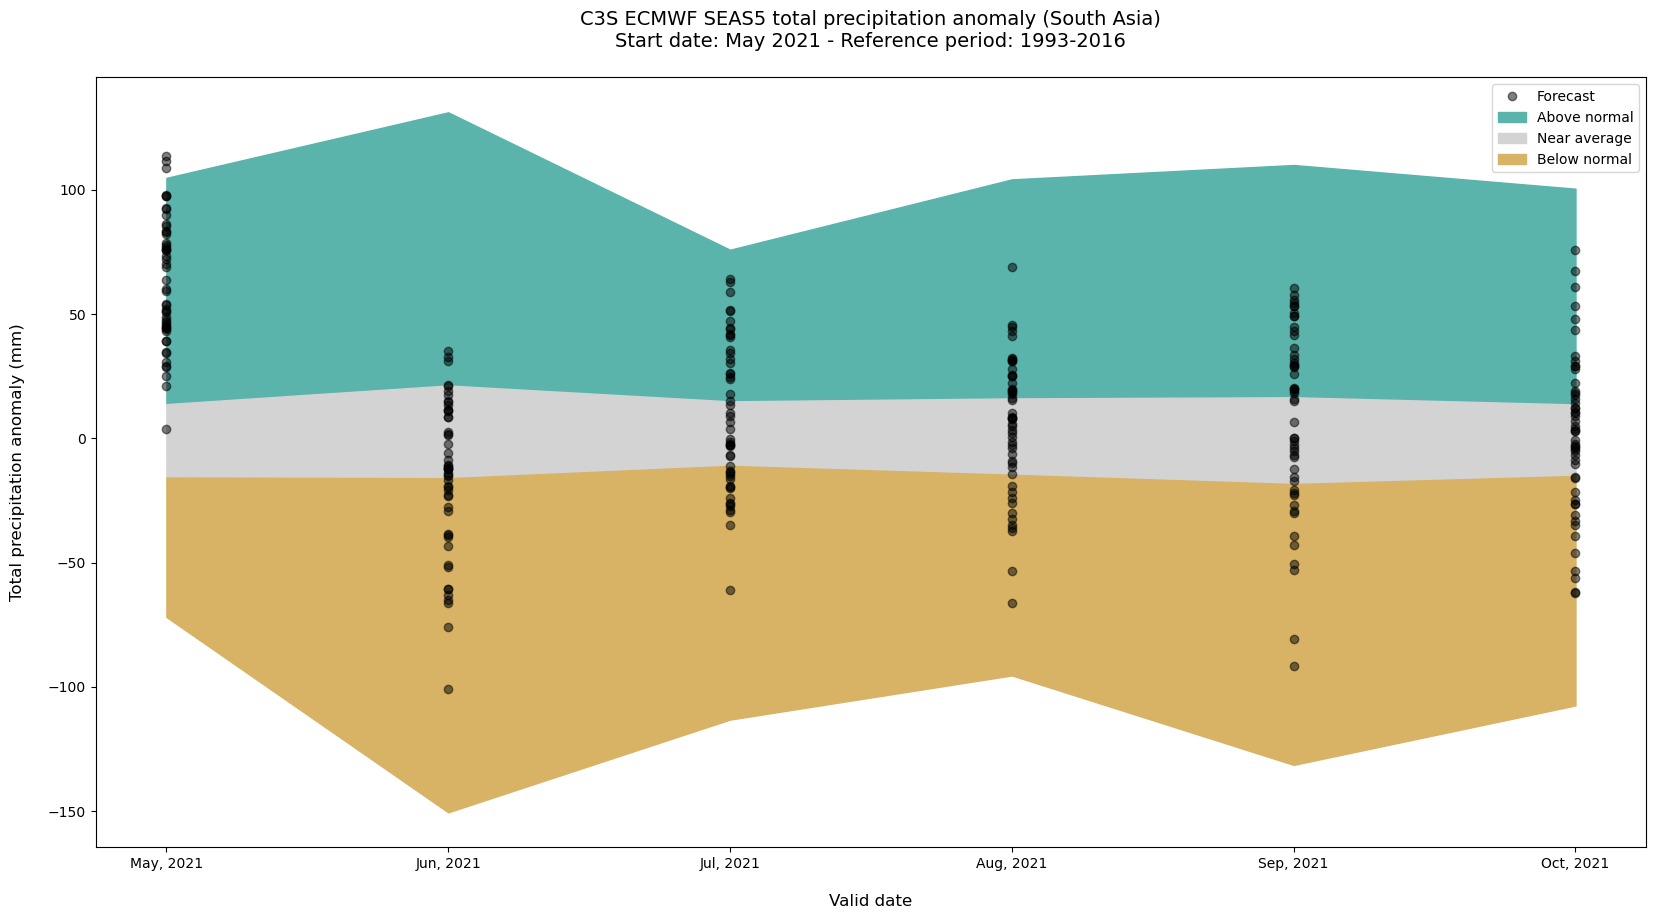 C3S ECMWF SEAS5 total precipitation anomaly (South Asia)
Start date: May 2021 - Reference period: 1993-2016
Forecast
Above normal
Near average
Below normal
Total precipitation anomaly (mm)
100
50
0
−50
−100
−150
May, 2021
Jun, 2021
Jul, 2021
Aug, 2021
Sep, 2021
Oct, 2021
Valid date